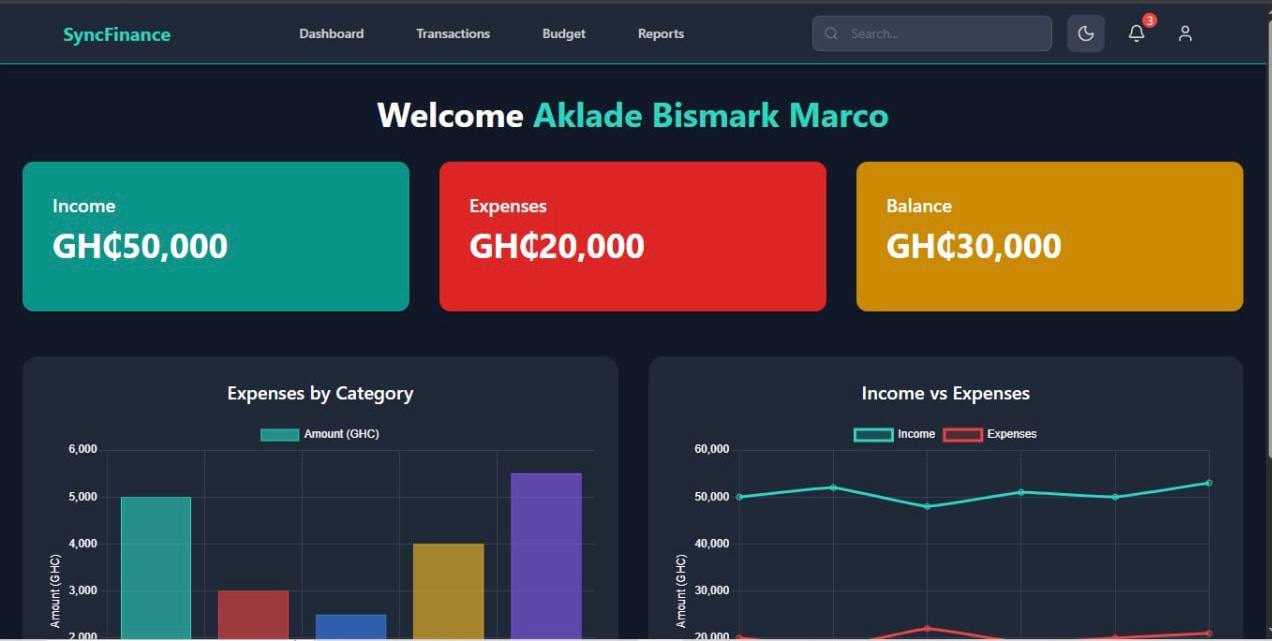 SyncFinance Dashboard Transactions Budget Reports Search... 3
Welcome Aklade Bismark Marco
Income
GH₵50,000
Expenses
GH₵20,000
Balance
GH₵30,000
Expenses by Category
Amount (GHC)
6,000
5,000
4,000
3,000
2,000
Amount (GHC)
Income vs Expenses
Income Expenses
60,000
50,000
40,000
30,000
20,000
Amount (GHC)